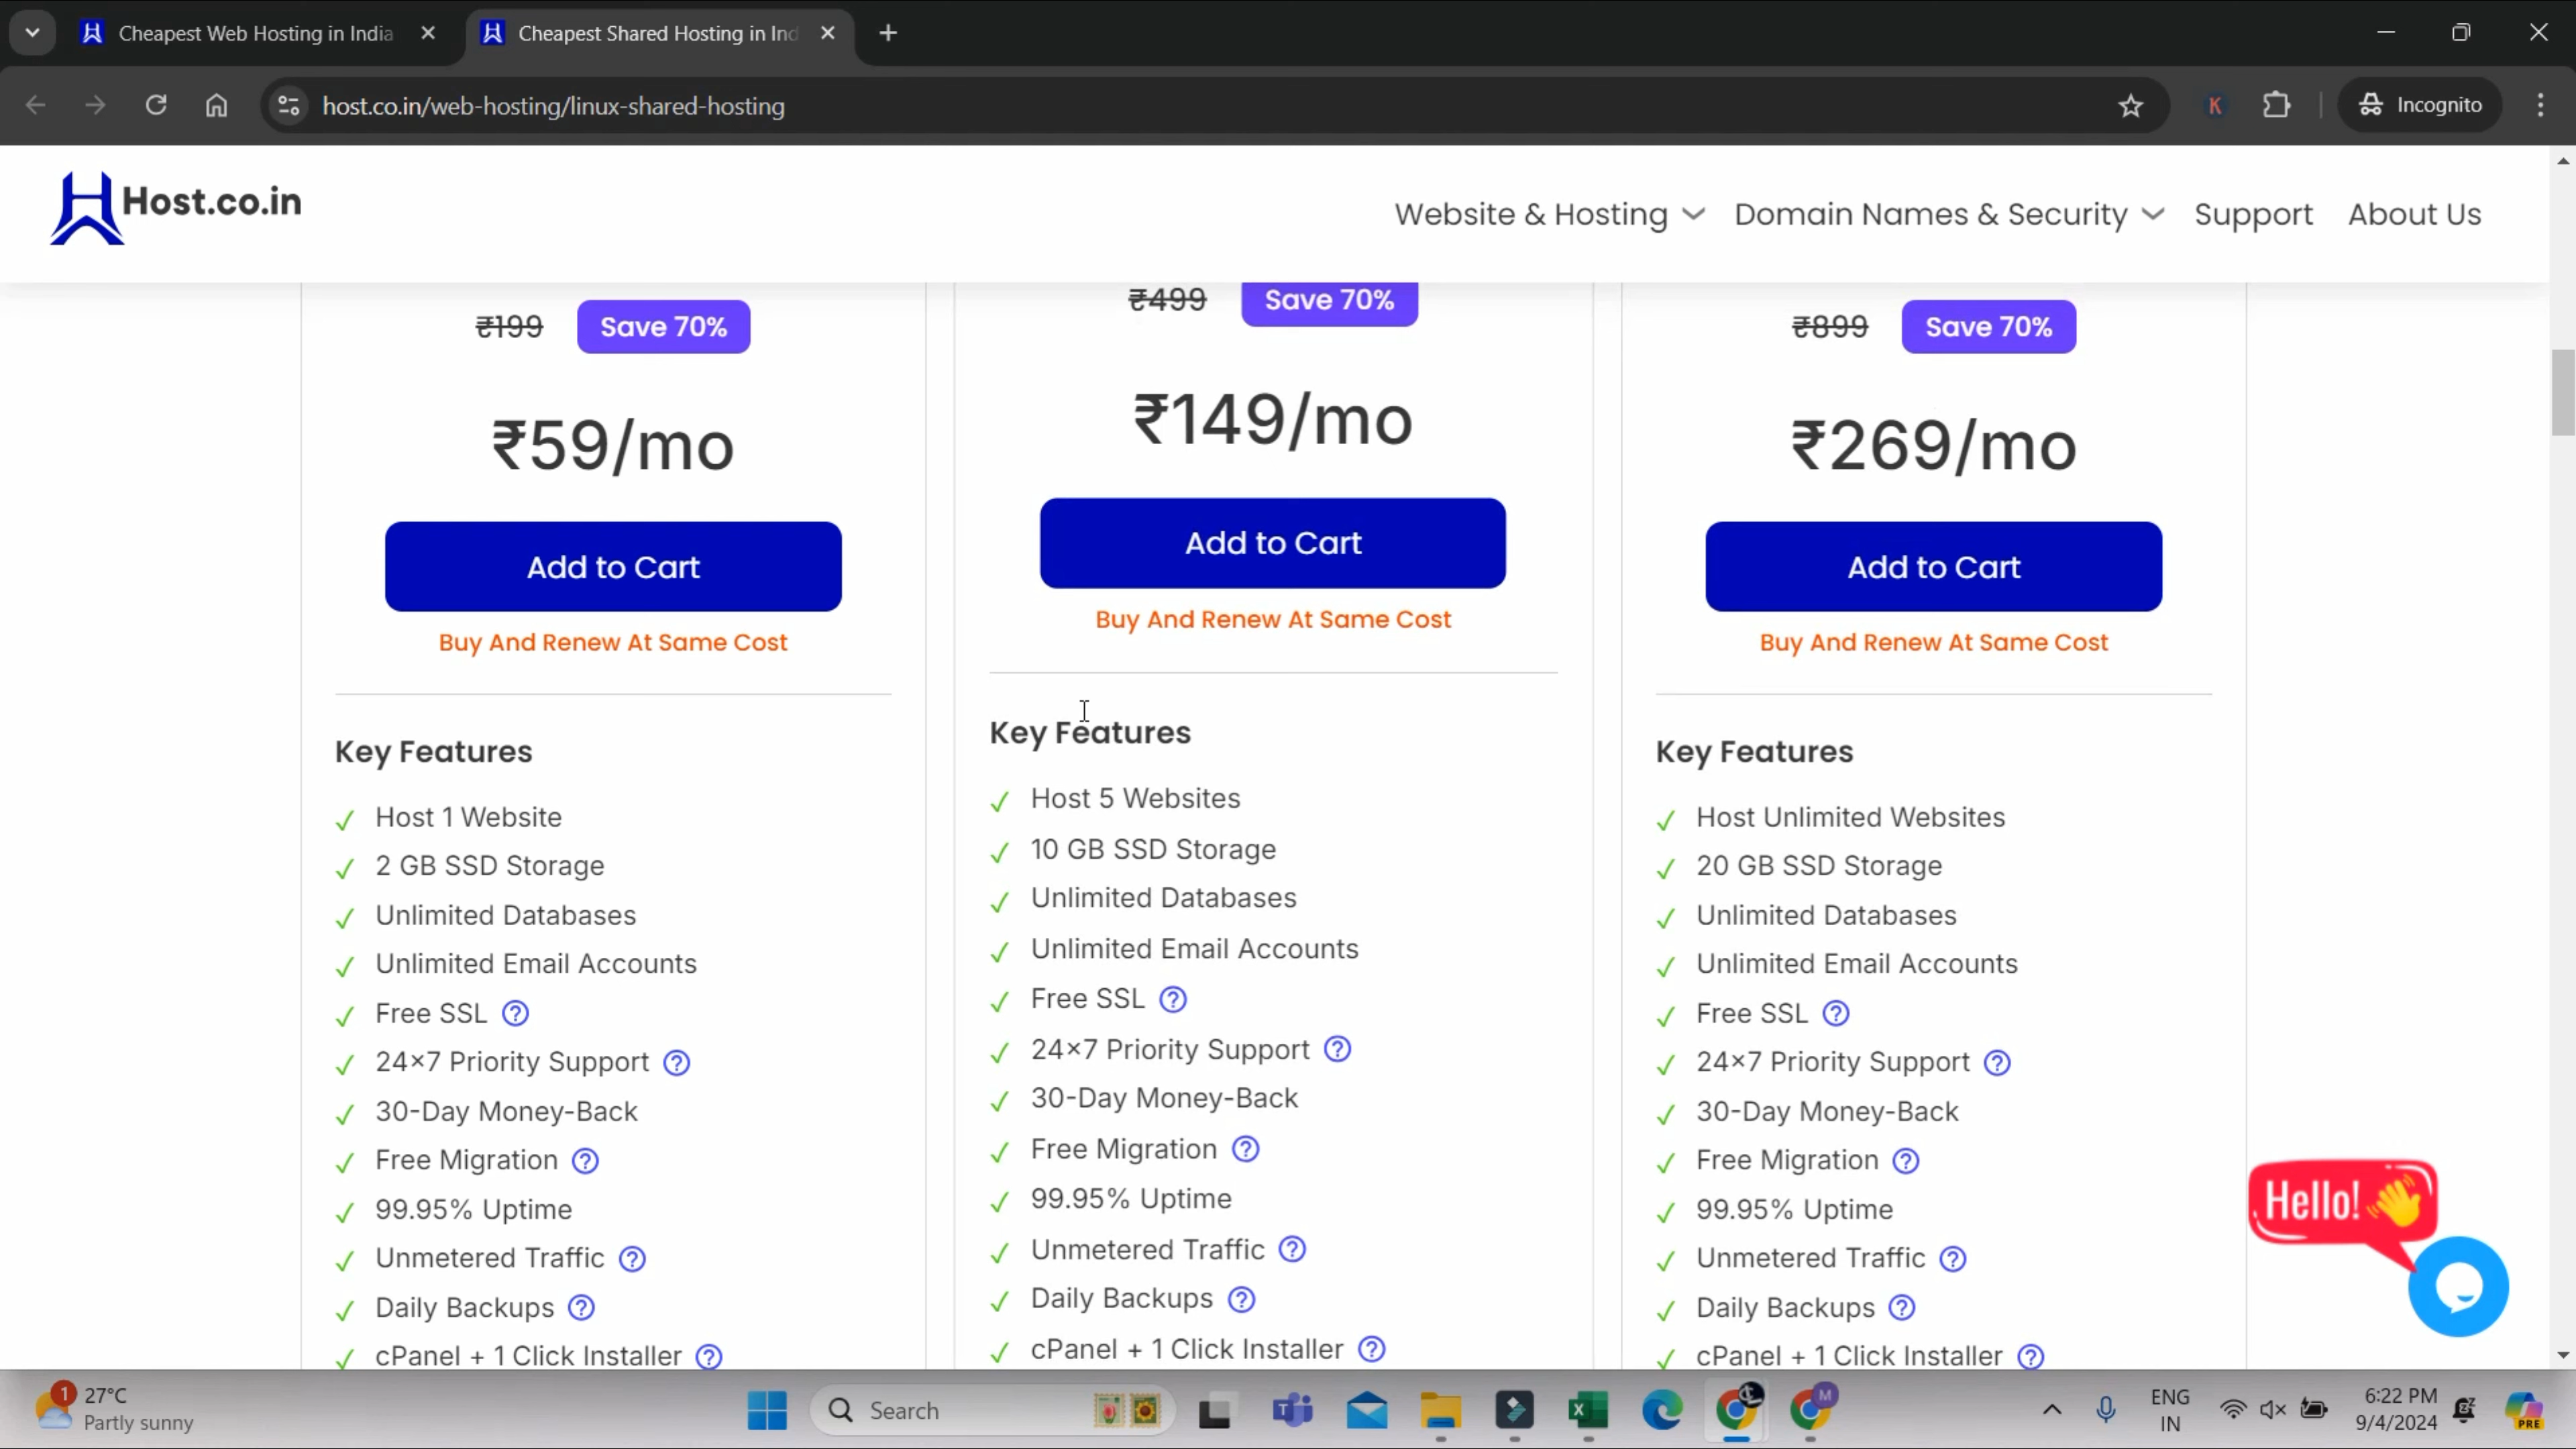 Cheapest Web Hosting in India
Cheapest Shared Hosting in Ind
host.co.in/web-hosting/linux-shared-hosting
K
Incognito
Host.co.in
Website & Hosting
Domain Names & Security
Support
About Us
₹199
Save 70%
₹59/mo
Add to Cart
Buy And Renew At Same Cost
Key Features
✓ Host 1 Website
✓ 2 GB SSD Storage
✓ Unlimited Databases
✓ Unlimited Email Accounts
✓ Free SSL ?
✓ 24×7 Priority Support ?
✓ 30-Day Money-Back
✓ Free Migration ?
✓ 99.95% Uptime
✓ Unmetered Traffic ?
✓ Daily Backups ?
✓ cPanel + 1 Click Installer ?
₹499
Save 70%
₹149/mo
Add to Cart
Buy And Renew At Same Cost
Key Features
✓ Host 5 Websites
✓ 10 GB SSD Storage
✓ Unlimited Databases
✓ Unlimited Email Accounts
✓ Free SSL ?
✓ 24×7 Priority Support ?
✓ 30-Day Money-Back
✓ Free Migration ?
✓ 99.95% Uptime
✓ Unmetered Traffic ?
✓ Daily Backups ?
✓ cPanel + 1 Click Installer ?
₹899
Save 70%
₹269/mo
Add to Cart
Buy And Renew At Same Cost
Key Features
✓ Host Unlimited Websites
✓ 20 GB SSD Storage
✓ Unlimited Databases
✓ Unlimited Email Accounts
✓ Free SSL ?
✓ 24×7 Priority Support ?
✓ 30-Day Money-Back
✓ Free Migration ?
✓ 99.95% Uptime
✓ Unmetered Traffic ?
✓ Daily Backups ?
✓ cPanel + 1 Click Installer ?
Hello!
1
27°C
Partly sunny
Search
M
ENG
IN
6:22 PM
9/4/2024
PRE